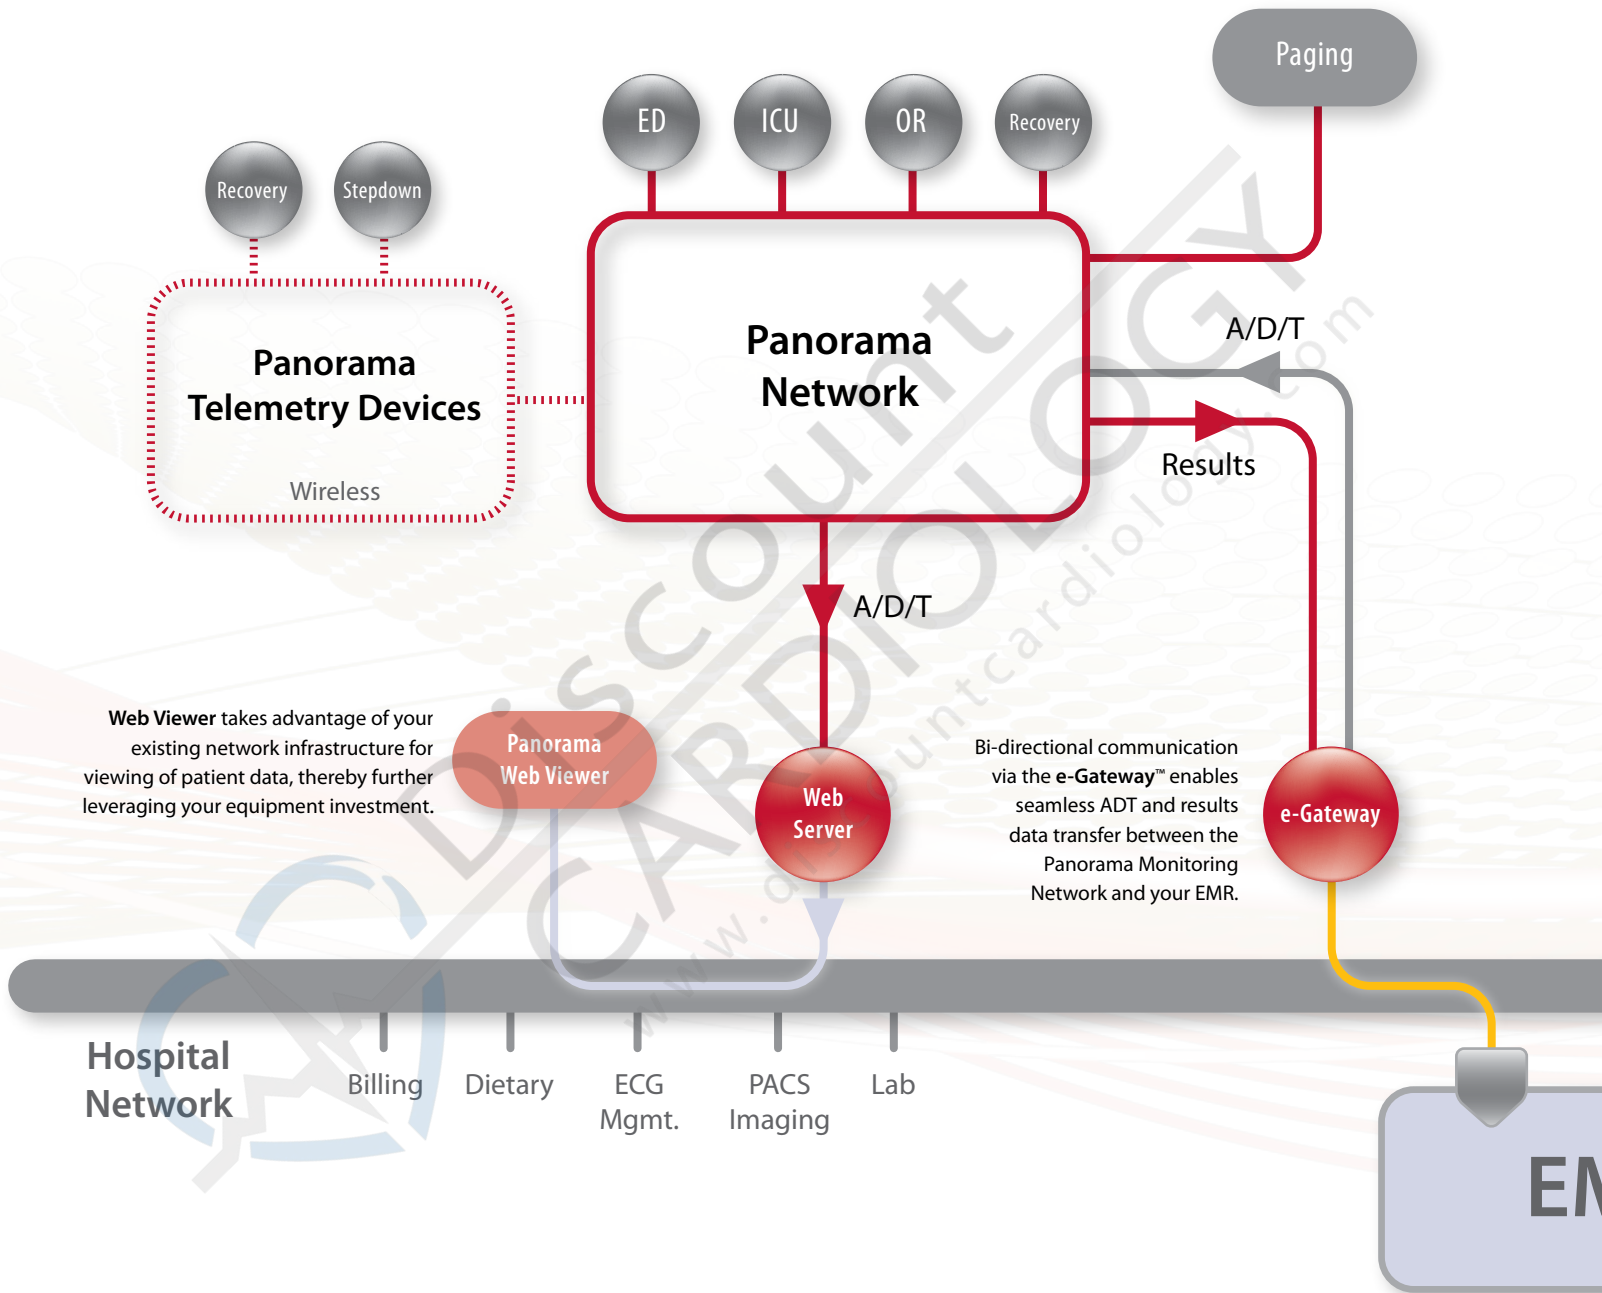 Paging
ED
ICU
OR
Recovery
Recovery
Stepdown
Panorama
Telemetry Devices
Wireless
Panorama
Network
A/D/T
Results
A/D/T
Web Viewer takes advantage of your
existing network infrastructure for
viewing of patient data, thereby further
leveraging your equipment investment.
Panorama
Web Viewer
Web
Server
Bi-directional communication
via the e-Gateway™ enables
seamless ADT and results
data transfer between the
Panorama Monitoring
Network and your EMR.
e-Gateway
Hospital
Network
Billing
Dietary
ECG
Mgmt.
PACS
Imaging
Lab
Discount
CARDIOLOGY
www.discountcardiology.com